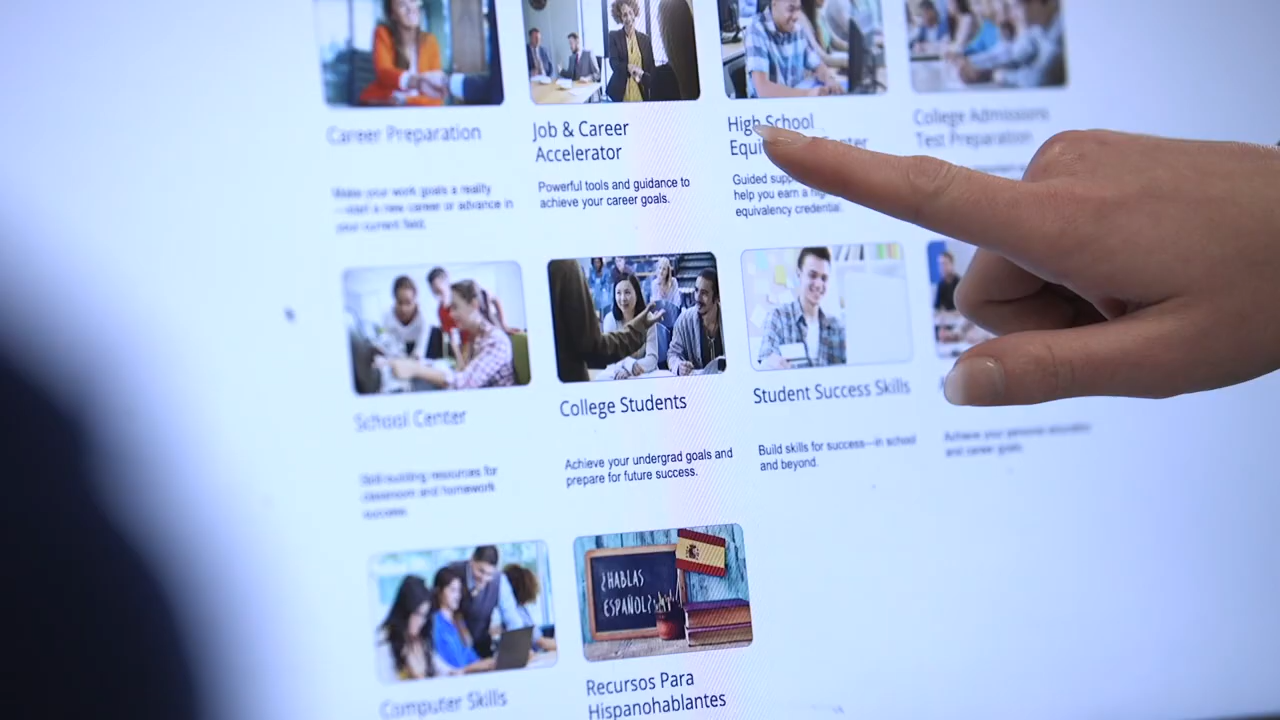 Career Preparation
Make your work goals a reality
—start a new career or advance in
your current field.
Job & Career
Accelerator
Powerful tools and guidance to
achieve your career goals.
High School
Guided
help you earn a
equivalency credential.
College Admissions
Test Preparation
School Center
Skill-building resources for
classroom and homework
success.
College Students
Achieve your undergrad goals and
prepare for future success.
Student Success Skills
Build skills for success—in school
and beyond.
Achieve your personal education
and career goals.
Computer Skills
¿HABLAS
ESPAÑOL?
Recursos Para
Hispanohablantes